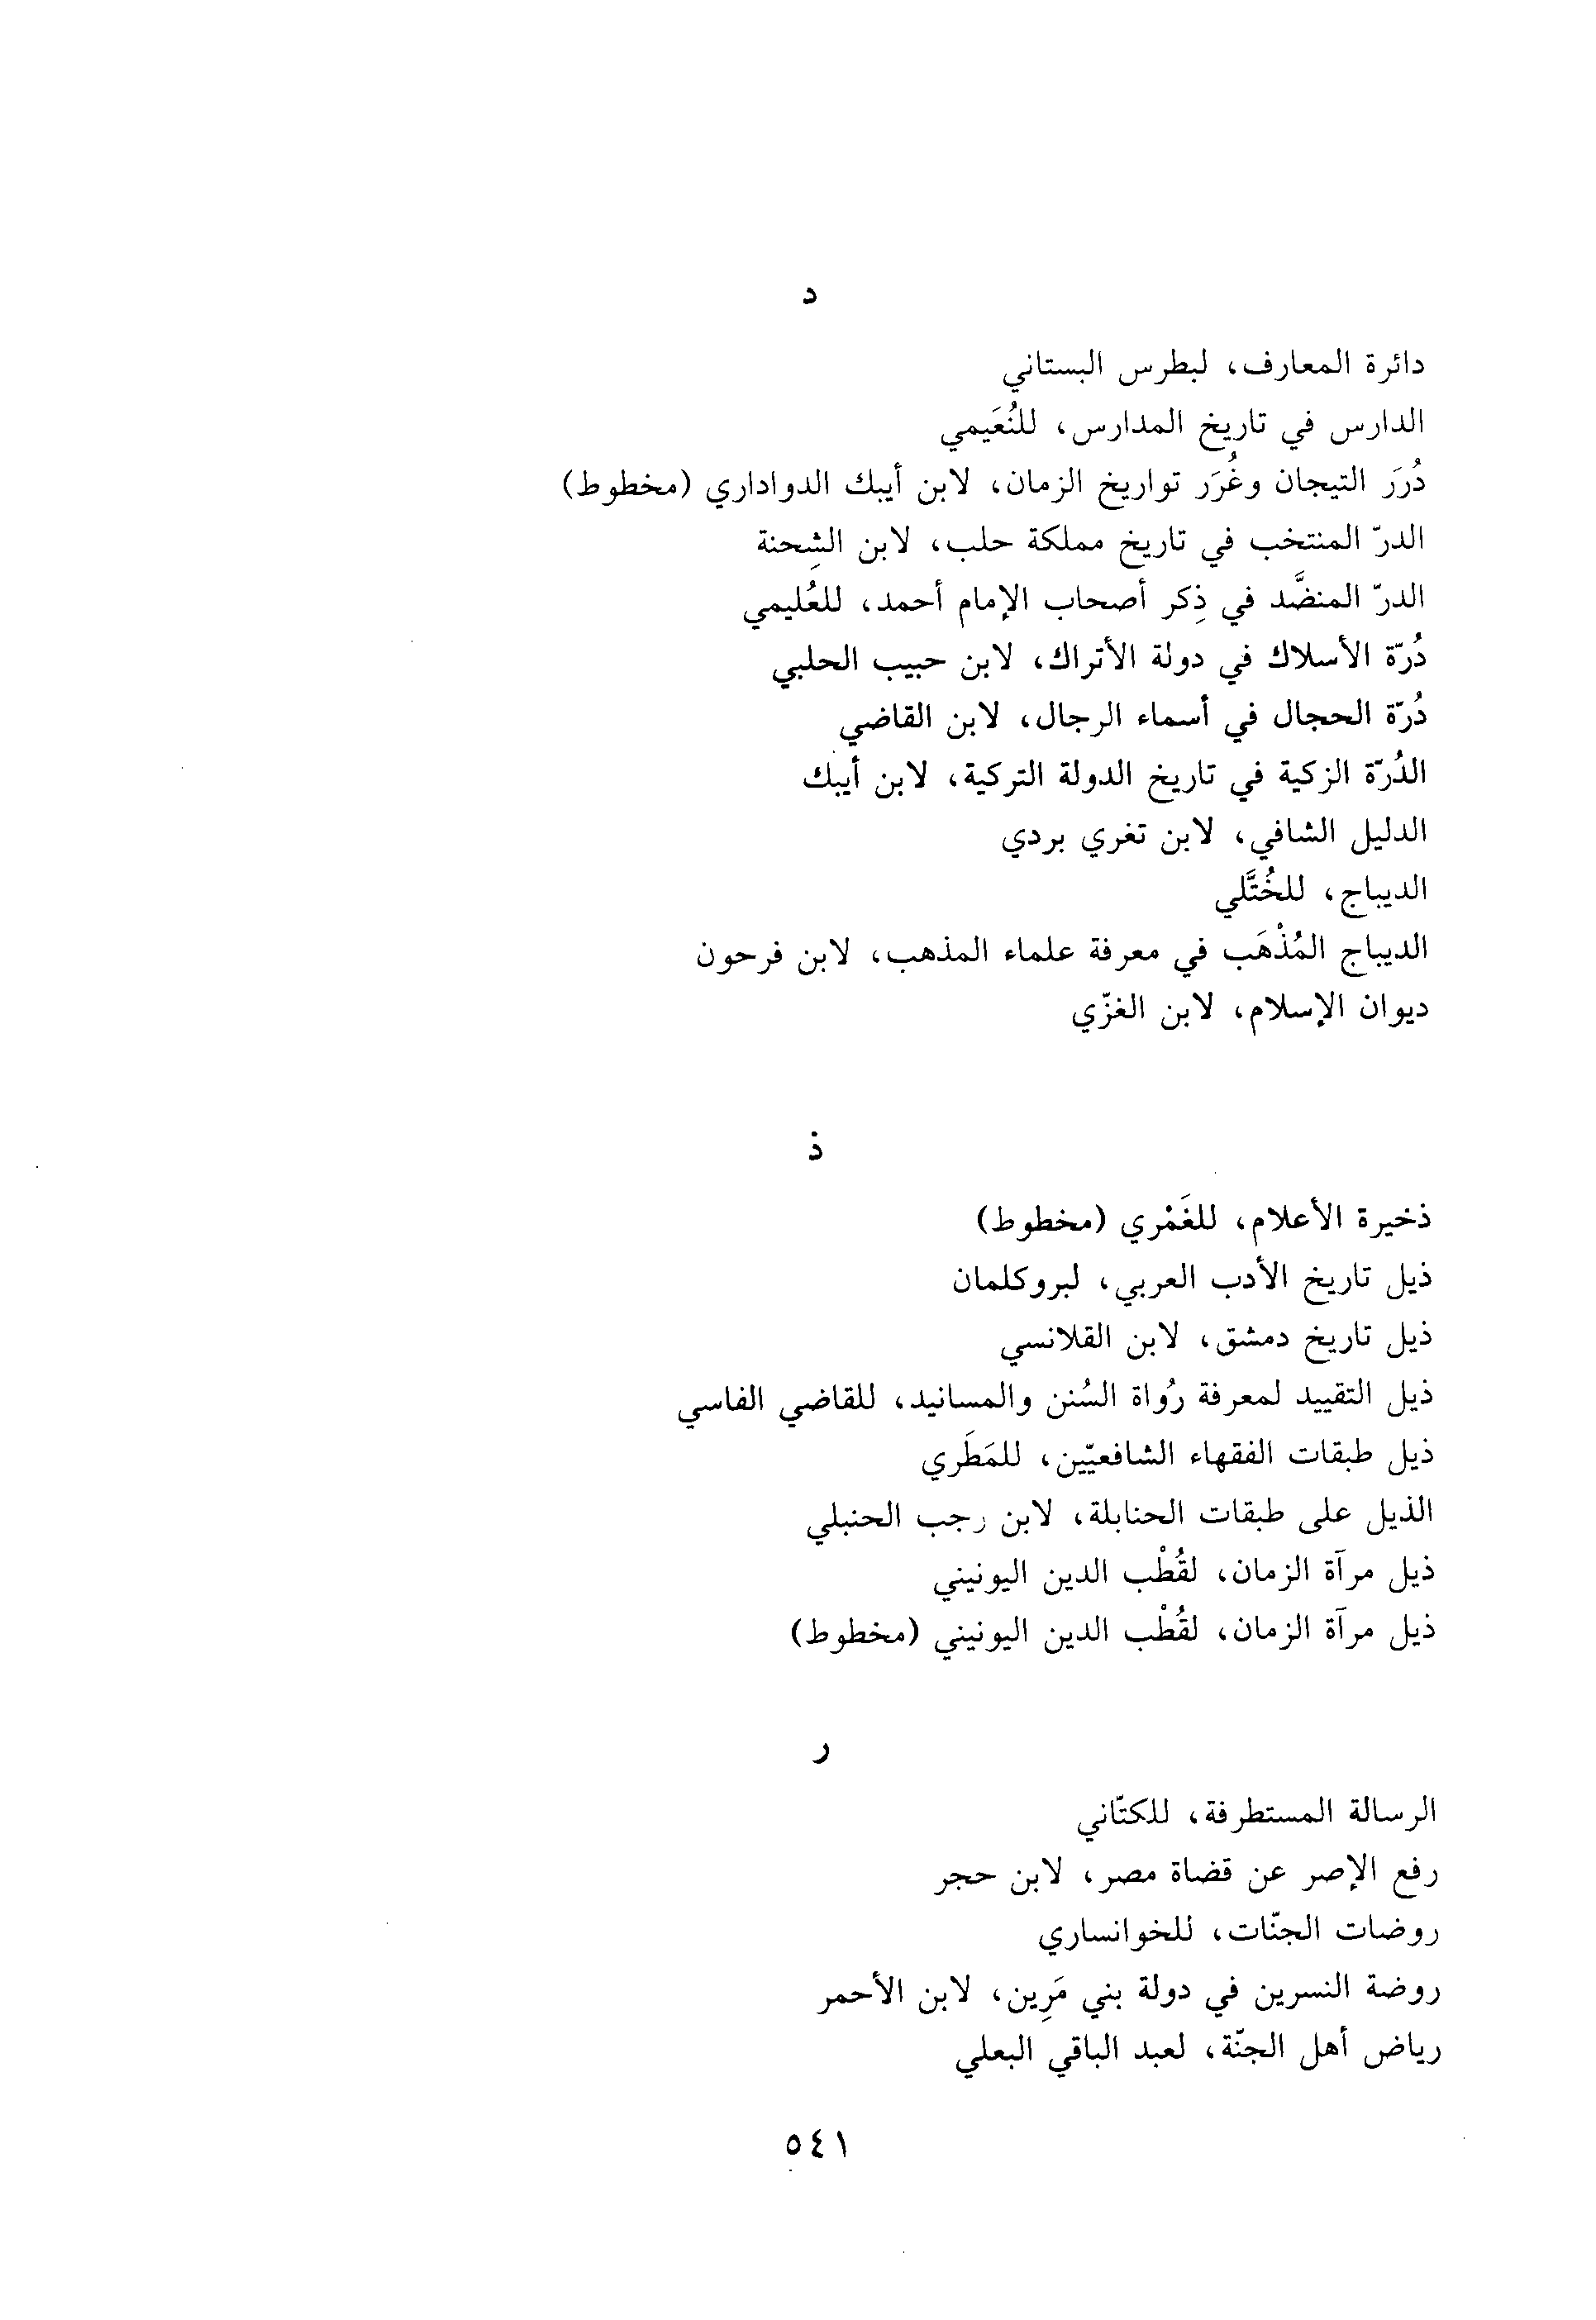 د
دائرة المعارف، لبطرس البستاني
الدارس في تاريخ المدارس، للنُعَيمي
دُرَر التيجان وغُرَر تواريخ الزمان، لابن أيبك الدواداري (مخطوط)
الدرّ المنتخب في تاريخ مملكة حلب، لابن الشِحنة
الدرّ المنضَّد في ذِكر أصحاب الإمام أحمد، للعُليمي
دُرّة الأسلاك في دولة الأتراك، لابن حبيب الحلبي
دُرّة الحجال في أسماء الرجال، لابن القاضي
الدُرّة الزكية في تاريخ الدولة التركية، لابن أيبك
الدليل الشافي، لابن تغري بردي
الديباج، للخُتَّلي
الديباج المُذْهَب في معرفة علماء المذهب، لابن فرحون
ديوان الإسلام، لابن الغزّي
ذ
ذخيرة الأعلام، للغَمْري (مخطوط)
ذيل تاريخ الأدب العربي، لبروكلمان
ذيل تاريخ دمشق، لابن القلانسي
ذيل التقييد لمعرفة رُواة السُنن والمسانيد، للقاضي الفاسي
ذيل طبقات الفقهاء الشافعيّين، للمَطَري
الذيل على طبقات الحنابلة، لابن رجب الحنبلي
ذيل مرآة الزمان، لقُطْب الدين اليونيني
ذيل مرآة الزمان، لقُطْب الدين اليونيني (مخطوط)
ر
الرسالة المستطرفة، للكتّاني
رفع الإصر عن قضاة مصر، لابن حجر
روضات الجنّات، للخوانساري
روضة النسرين في دولة بني مَرِين، لابن الأحمر
رياض أهل الجنّة، لعبد الباقي البعلي
٥٤١